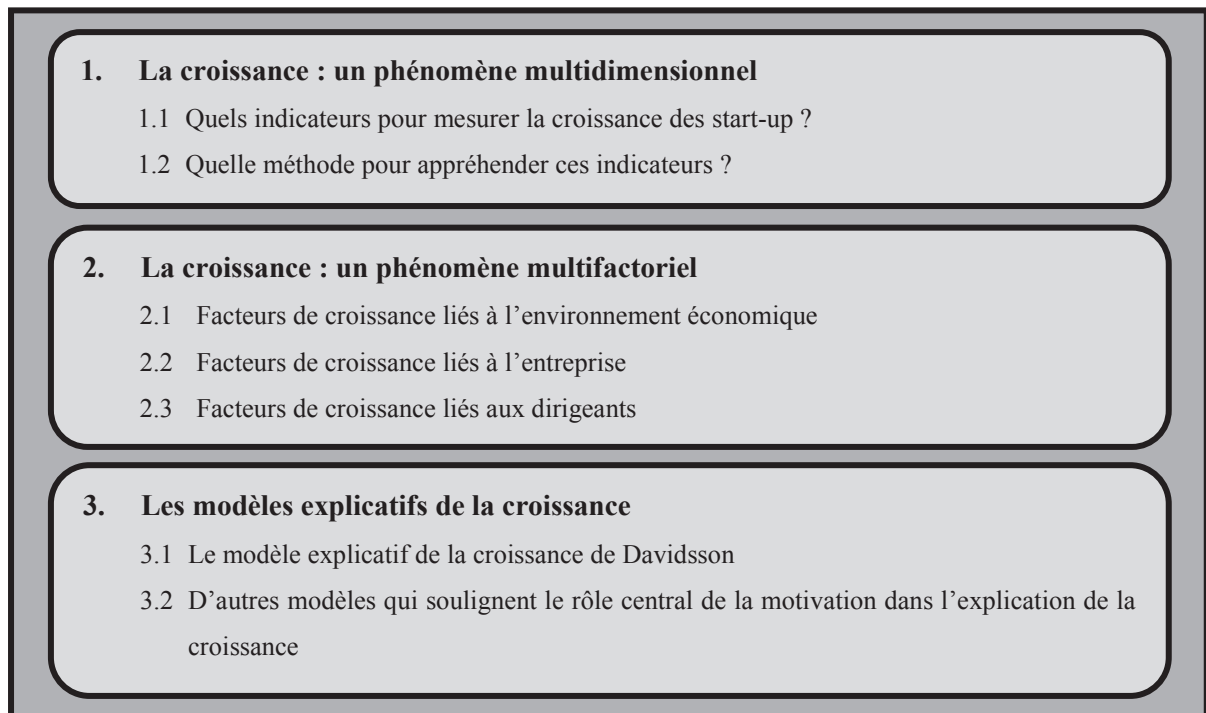 1. La croissance : un phénomène multidimensionnel
1.1 Quels indicateurs pour mesurer la croissance des start-up ?
1.2 Quelle méthode pour appréhender ces indicateurs ?
2. La croissance : un phénomène multifactoriel
2.1 Facteurs de croissance liés à l’environnement économique
2.2 Facteurs de croissance liés à l’entreprise
2.3 Facteurs de croissance liés aux dirigeants
3. Les modèles explicatifs de la croissance
3.1 Le modèle explicatif de la croissance de Davidsson
3.2 D’autres modèles qui soulignent le rôle central de la motivation dans l’explication de la
croissance